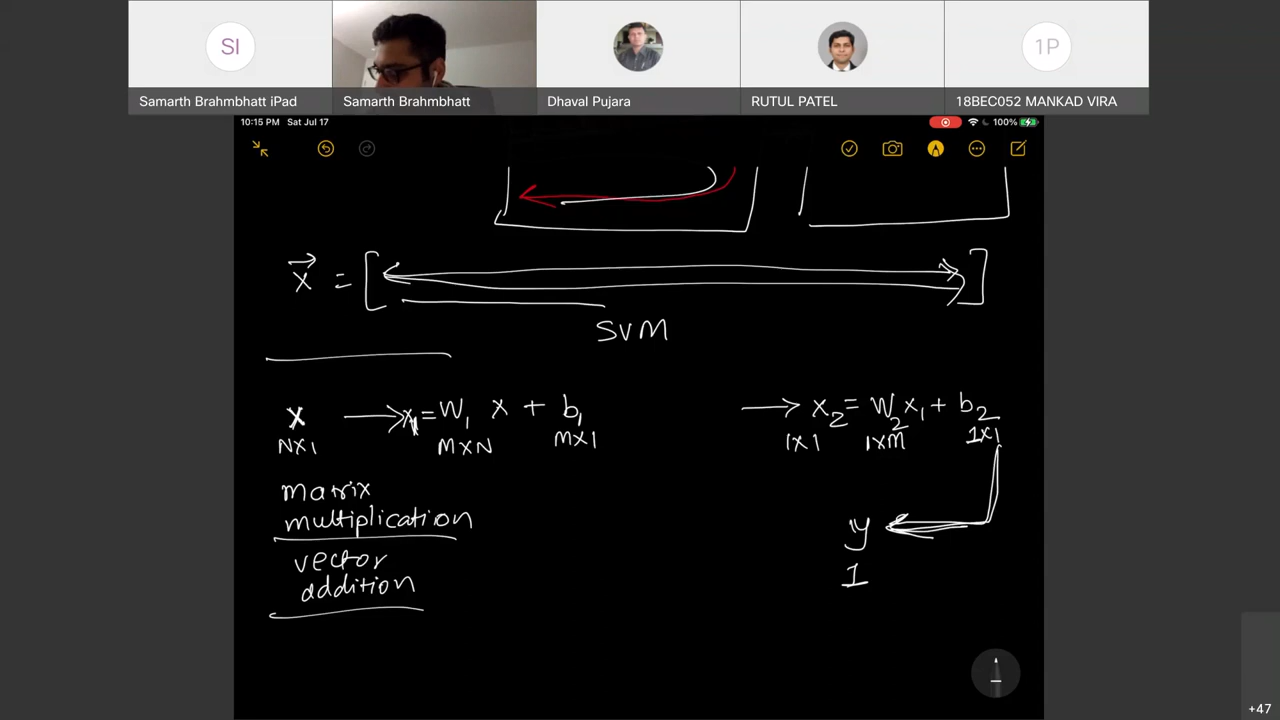 SI
1P
Samarth Brahmbhatt iPad
Samarth Brahmbhatt
Dhaval Pujara
RUTUL PATEL
18BEC052 MANKAD VIRA
10:15 PM Sat Jul 17
100%
x = [ ]
SVM
x → x₁ = W₁ x + b₁ → x₂ = W₂ x₁ + b₂
NX1 MXN MX1 1X1 1XM 1X1
matrix
multiplication
y
vector
1
addition
+47